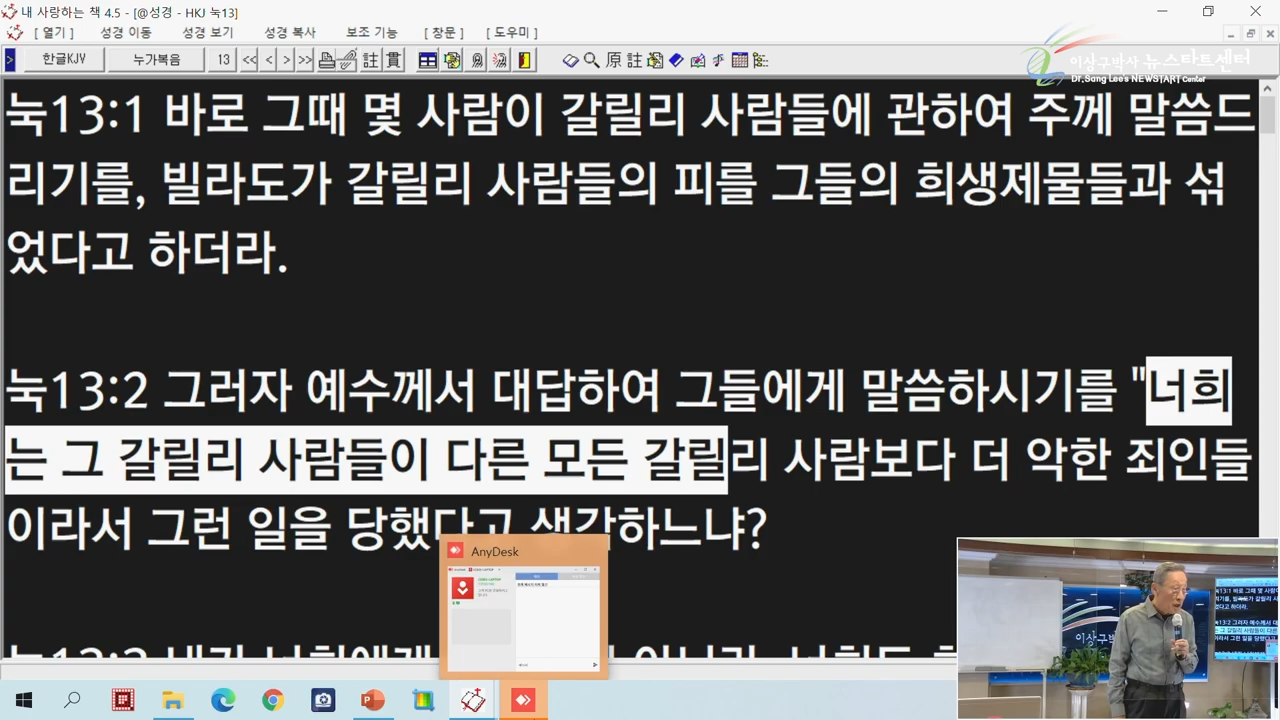 내 사랑하는 책 4.5 - [@성경 - HKJ 눅13]
[ 열기 ] 성경 이동 성경 보기 성경 복사 보조 기능 [ 창문 ] [ 도우미 ]
한글KJV 누가복음 13 << < > >> 註 貫 原 註
이상구박사 뉴스타트센터
Dr.Sang Lee's NEWSTART Center
눅13:1 바로 그때 몇 사람이 갈릴리 사람들에 관하여 주께 말씀드
리기를, 빌라도가 갈릴리 사람들의 피를 그들의 희생제물들과 섞
었다고 하더라.
눅13:2 그러자 예수께서 대답하여 그들에게 말씀하시기를 "너희
는 그 갈릴리 사람들이 다른 모든 갈릴리 사람보다 더 악한 죄인들
이라서 그런 일을 당했다고 생각하느냐?
AnyDesk
이상구박